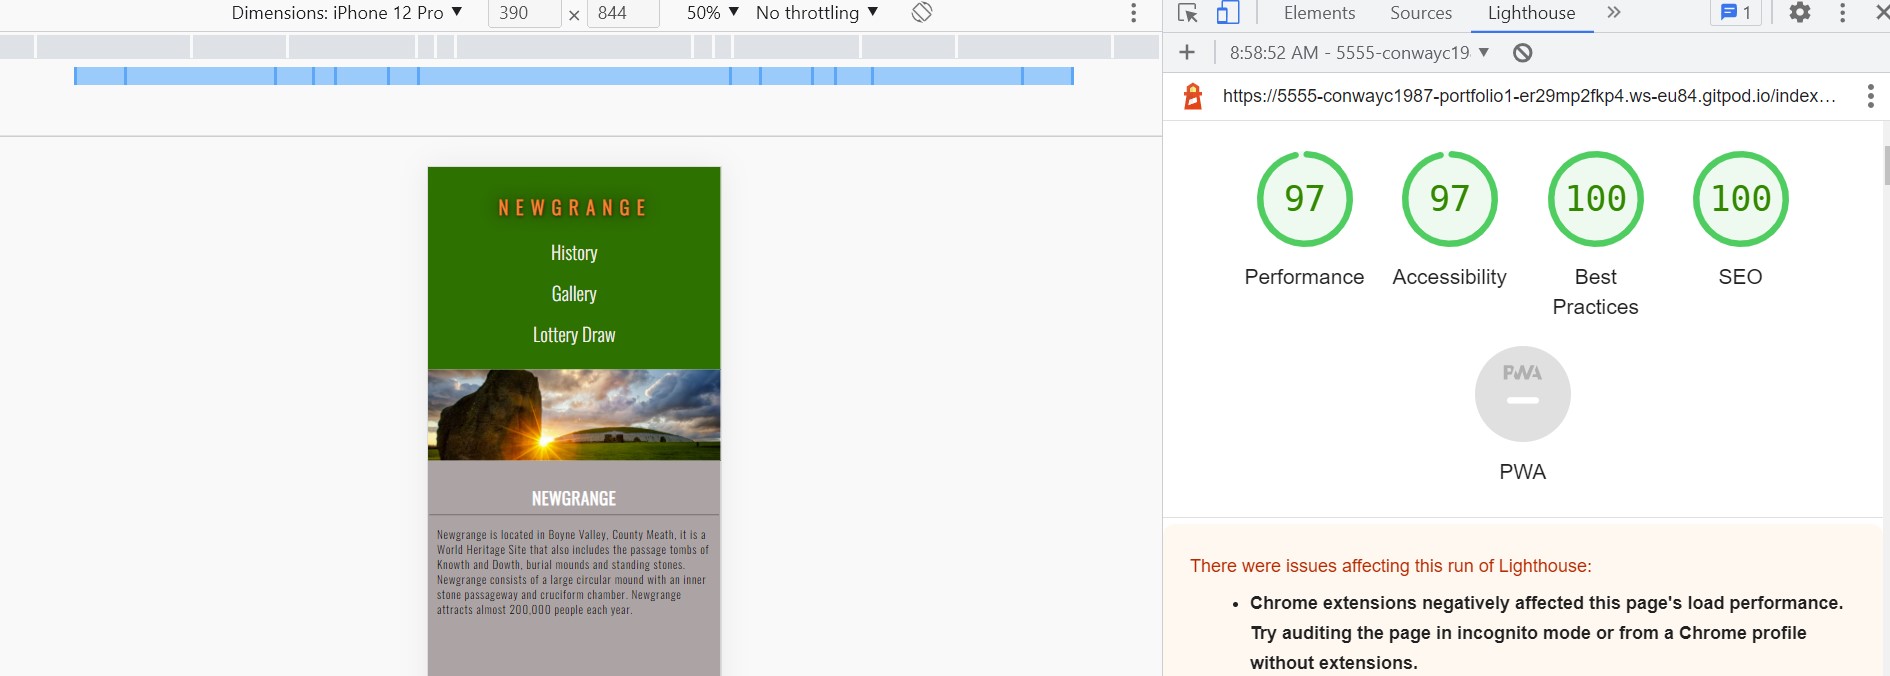 Dimensions: iPhone 12 Pro ▼ 390 × 844 50% ▼ No throttling ▼
Elements Sources Lighthouse » 1
+ 8:58:52 AM - 5555-conwayc19 ▼
https://5555-conwayc1987-portfolio1-er29mp2fkp4.ws-eu84.gitpod.io/index…
NEWGRANGE
History
Gallery
Lottery Draw
NEWGRANGE
Newgrange is located in Boyne Valley, County Meath, it is a
World Heritage Site that also includes the passage tombs of
Knowth and Dowth, burial mounds and standing stones.
Newgrange consists of a large circular mound with an inner
stone passageway and cruciform chamber. Newgrange
attracts almost 200,000 people each year.
97 97 100 100
Performance Accessibility Best SEO
Practices
PWA
PWA
There were issues affecting this run of Lighthouse:
• Chrome extensions negatively affected this page's load performance.
Try auditing the page in incognito mode or from a Chrome profile
without extensions.